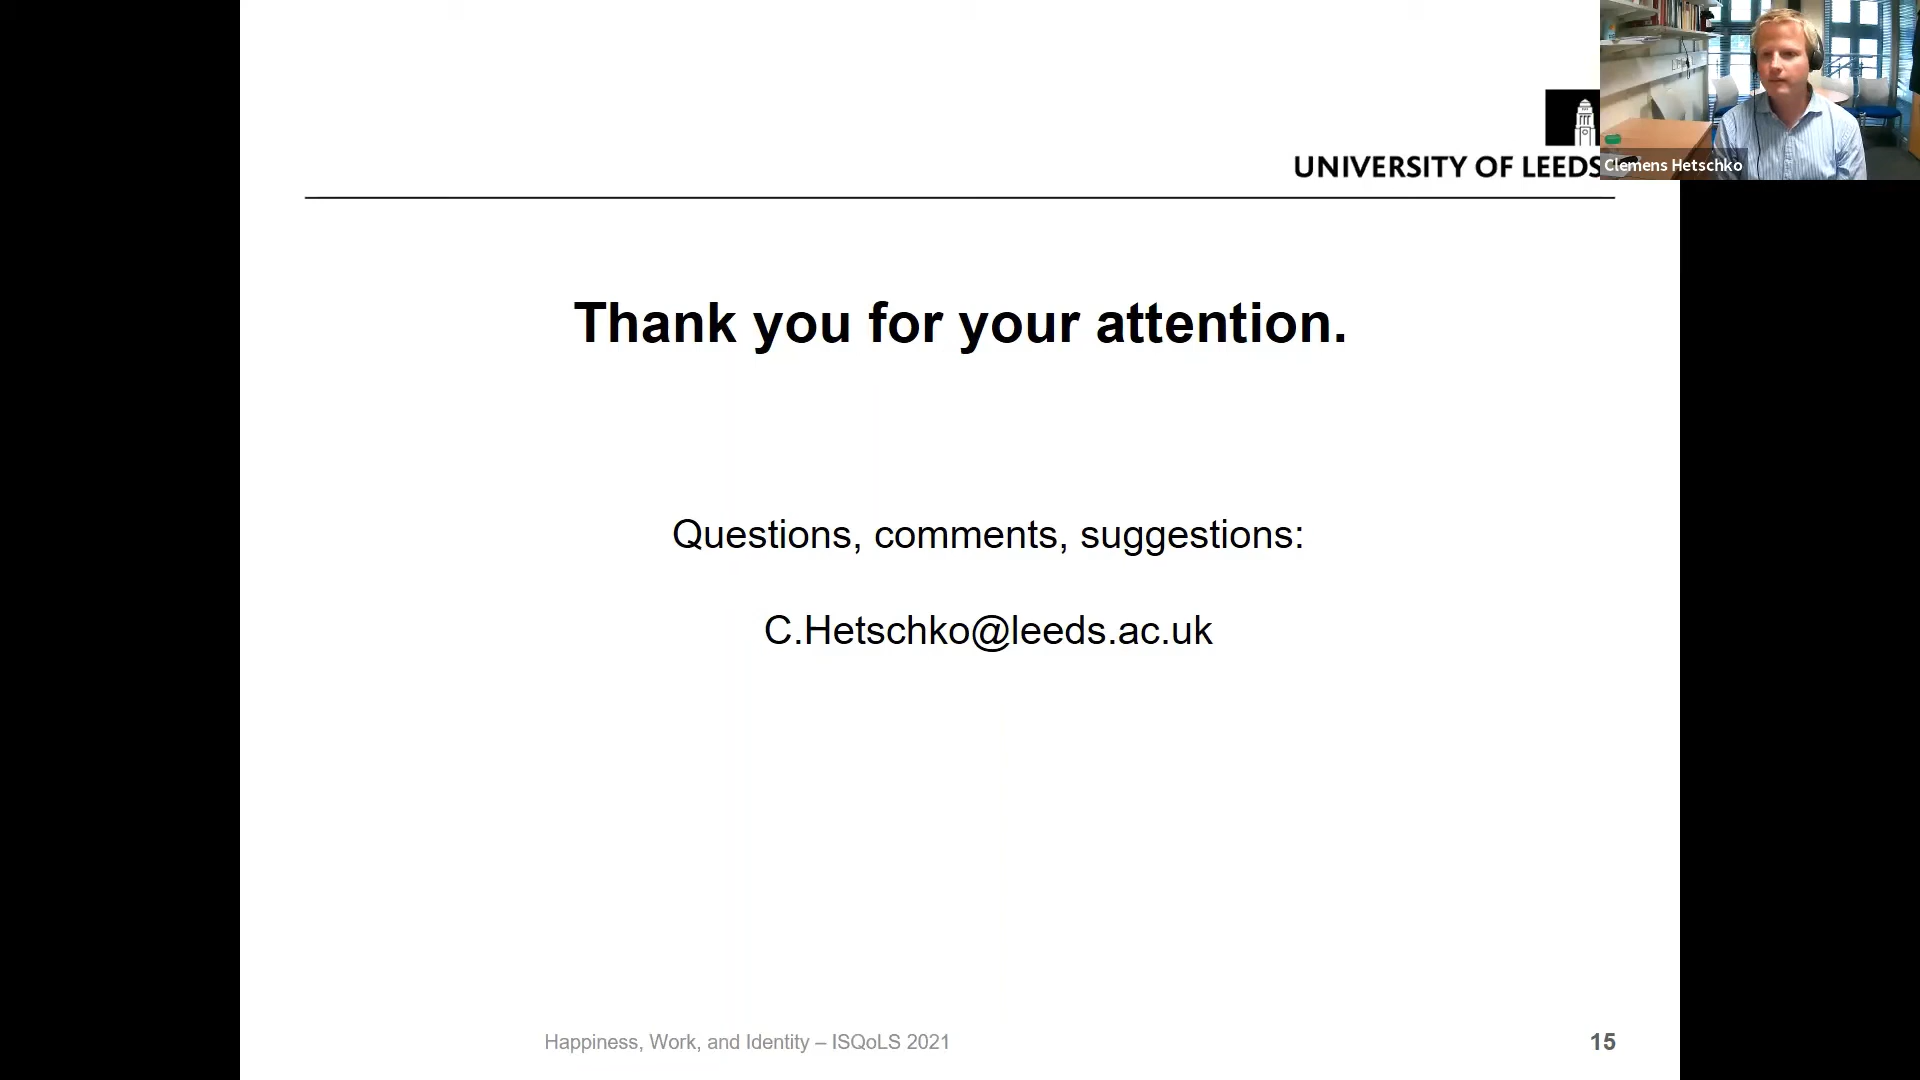 UNIVERSITY OF LEEDS
Clemens Hetschko
Thank you for your attention.
Questions, comments, suggestions:
C.Hetschko@leeds.ac.uk
Happiness, Work, and Identity – ISQoLS 2021
15